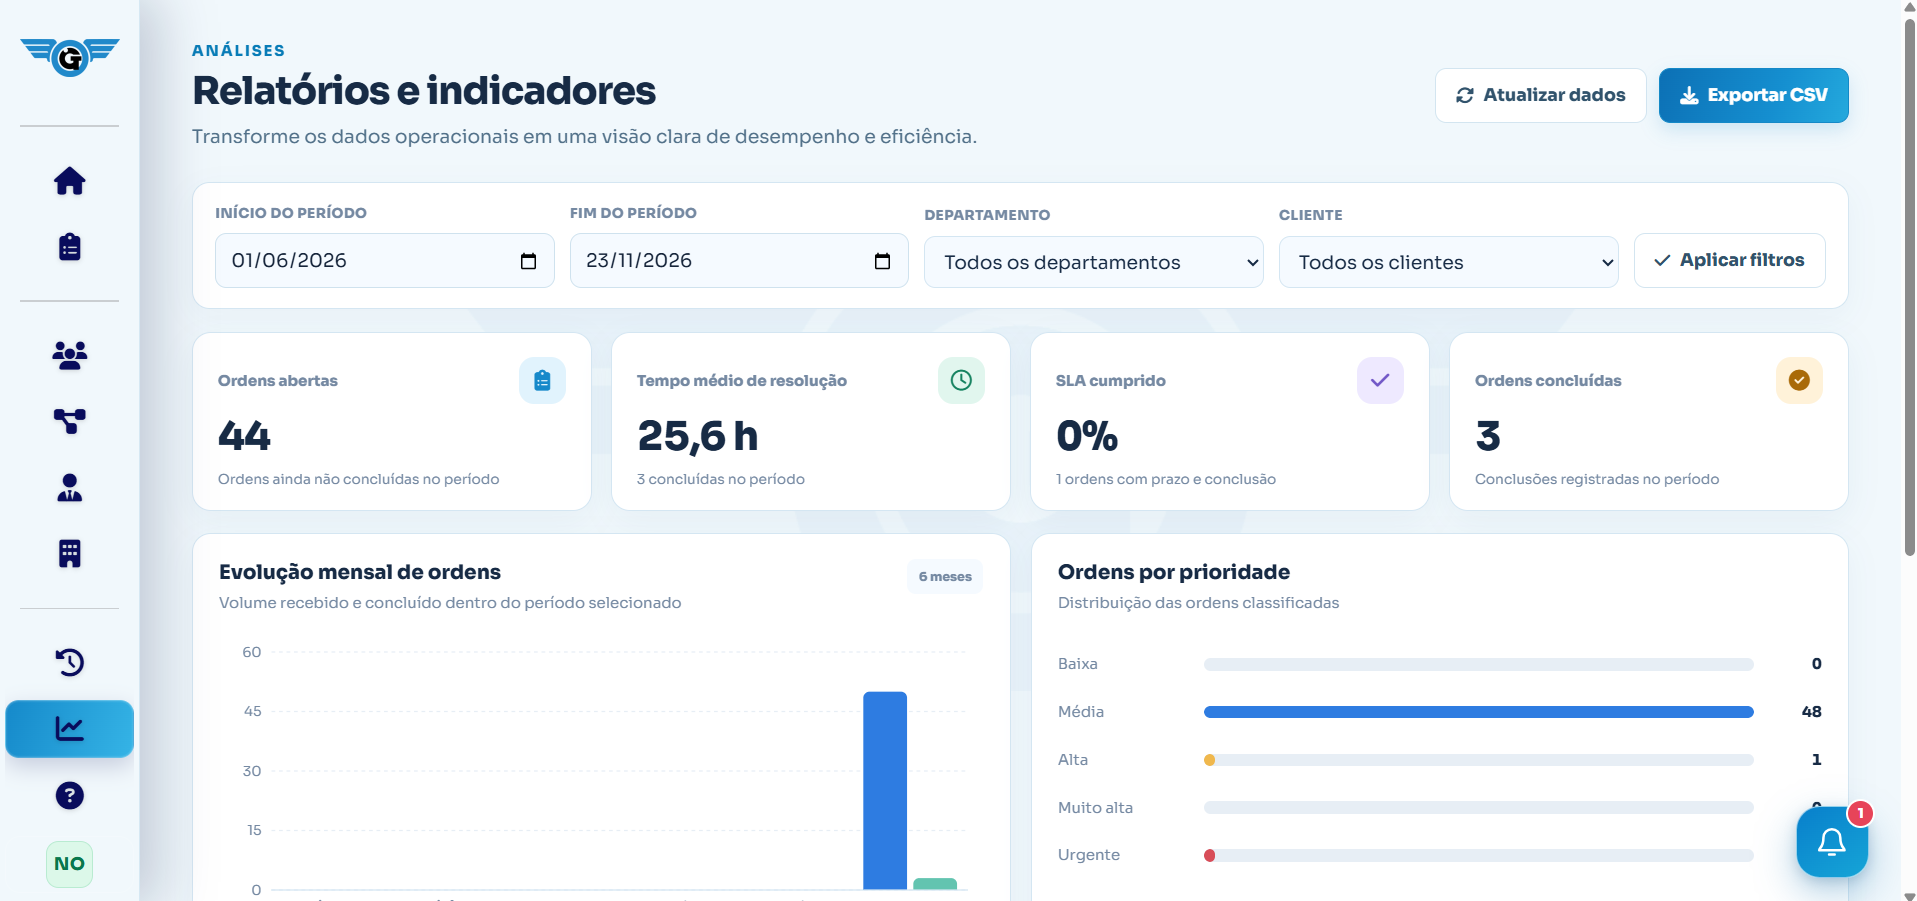 G
ANÁLISES
Relatórios e indicadores
Transforme os dados operacionais em uma visão clara de desempenho e eficiência.
Atualizar dados
Exportar CSV
INÍCIO DO PERÍODO
FIM DO PERÍODO
DEPARTAMENTO
CLIENTE
01/06/2026
23/11/2026
Todos os departamentos
Todos os clientes
Aplicar filtros
Ordens abertas
44
Ordens ainda não concluídas no período
Tempo médio de resolução
25,6 h
3 concluídas no período
SLA cumprido
0%
1 ordens com prazo e conclusão
Ordens concluídas
3
Conclusões registradas no período
Evolução mensal de ordens
6 meses
Volume recebido e concluído dentro do período selecionado
60
45
30
15
0
Ordens por prioridade
Distribuição das ordens classificadas
Baixa 0
Média 48
Alta 1
Muito alta
Urgente
1
?
NO